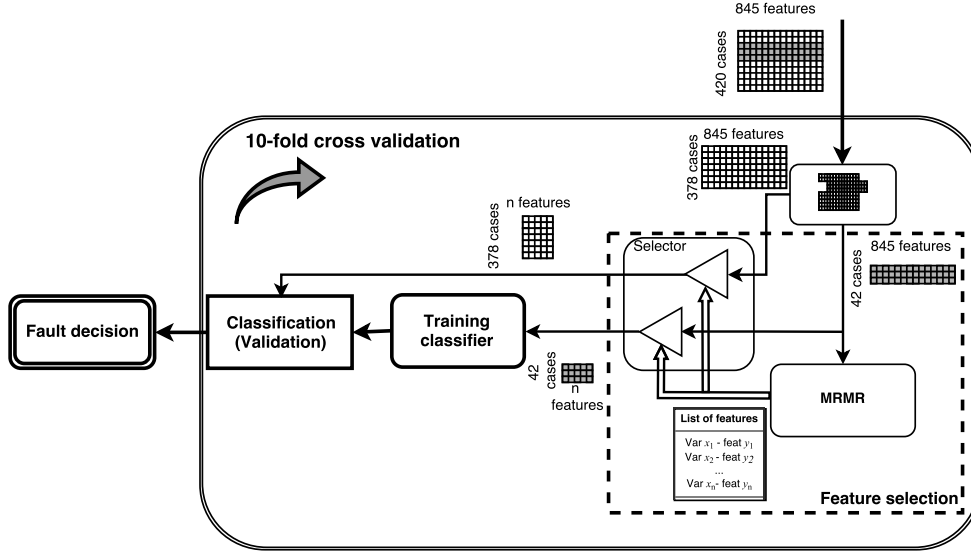 845 features
420 cases
10-fold cross validation
845 features
378 cases
n features
378 cases
Selector
845 features
42 cases
Fault decision
Classification
(Validation)
Training
classifier
42
cases
n
features
MRMR
List of features
Var x1 - feat y1
Var x2 - feat y2
...
Var xn- feat yn
Feature selection